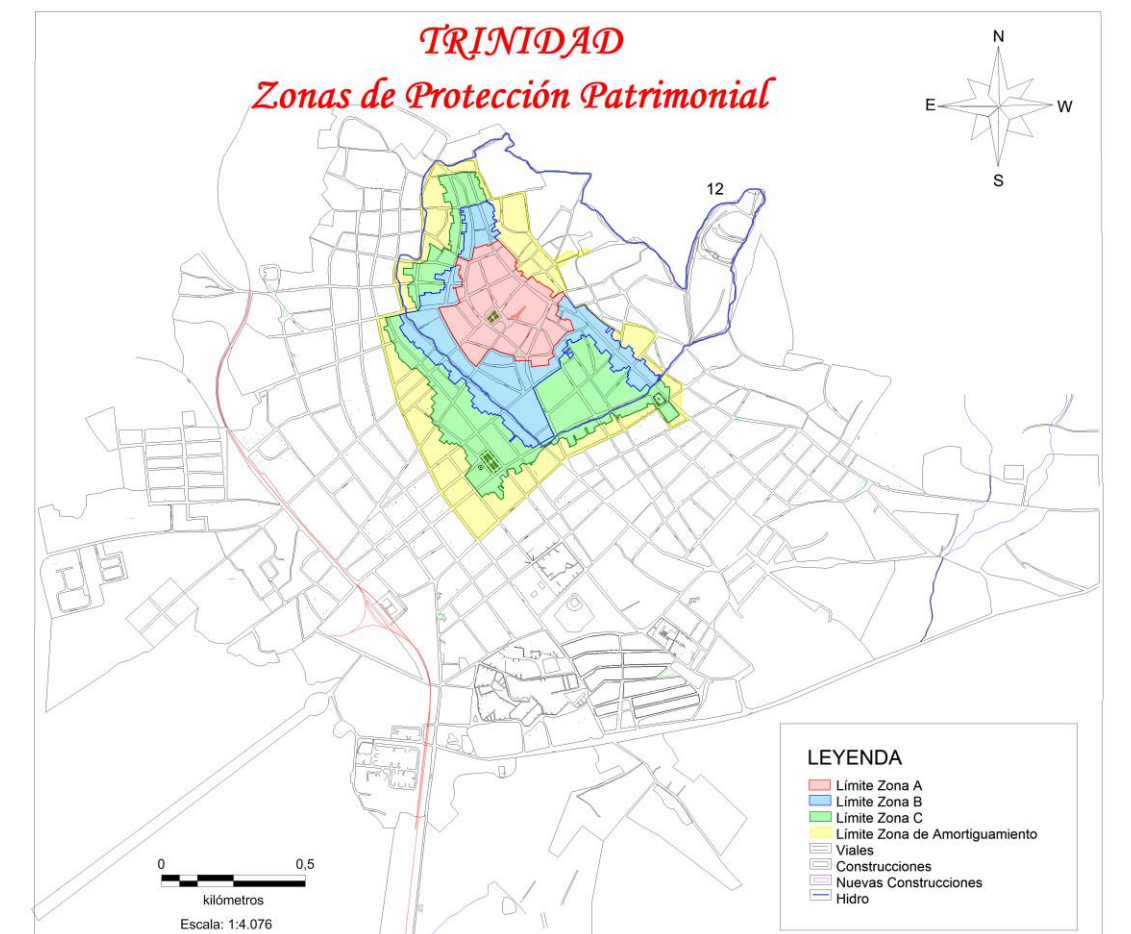 TRINIDAD
Zonas de Protección Patrimonial
N
E
W
S
12
LEYENDA
Límite Zona A
Límite Zona B
Límite Zona C
Límite Zona de Amortiguamiento
Viales
Construcciones
Nuevas Construcciones
Hidro
0
0,5
kilómetros
Escala: 1:4.076